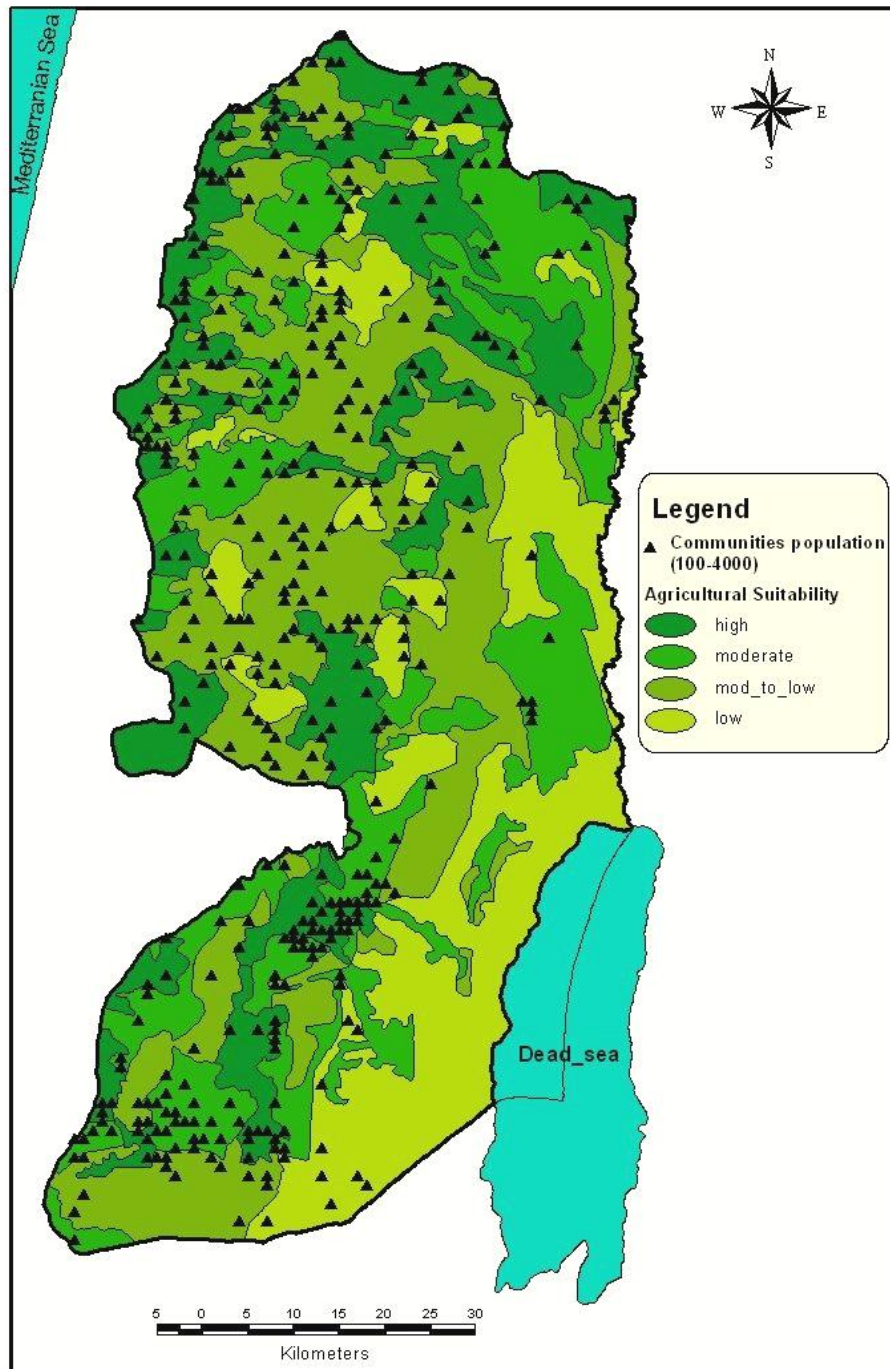 Mediterranian Sea
N
W
E
S
Legend
Communities population
(100-4000)
Agricultural Suitability
high
moderate
mod_to_low
low
Dead_sea
5 0 5 10 15 20 25 30
Kilometers